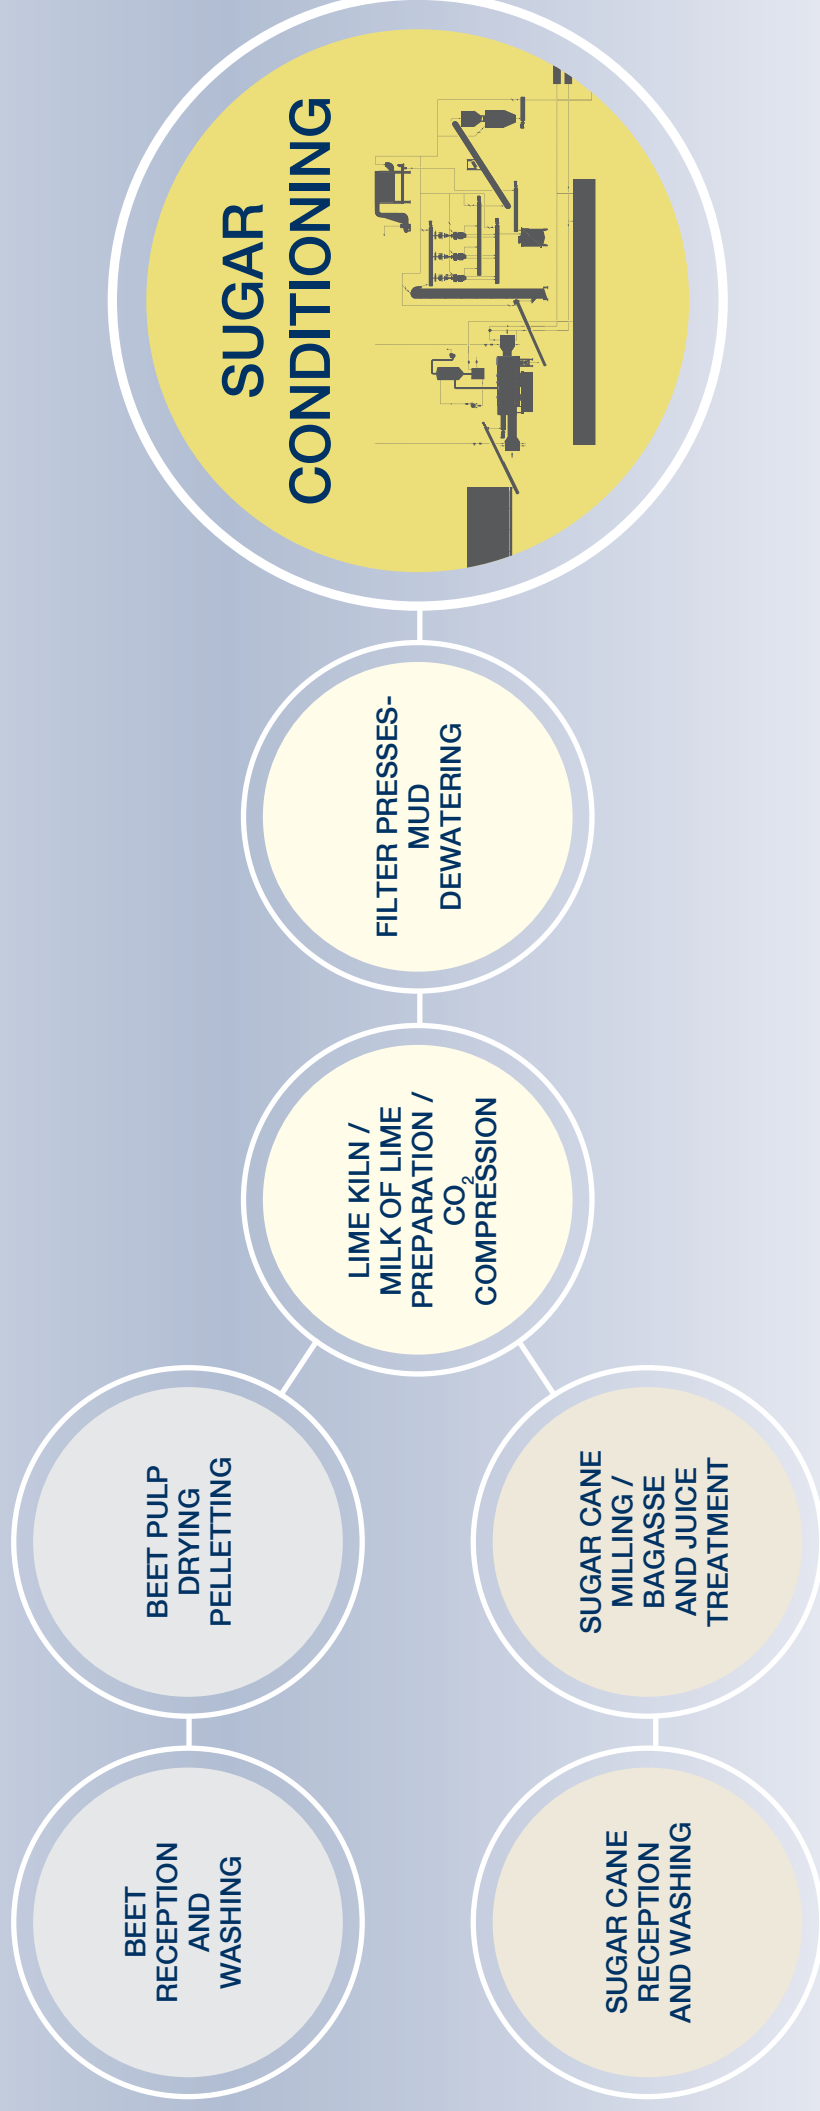 BEET
RECEPTION
AND
WASHING
BEET PULP
DRYING
PELLETTING
SUGAR CANE
RECEPTION
AND WASHING
SUGAR CANE
MILLING /
BAGASSE
AND JUICE
TREATMENT
LIME KILN /
MILK OF LIME
PREPARATION /
CO₂
COMPRESSION
FILTER PRESSES-
MUD
DEWATERING
SUGAR
CONDITIONING